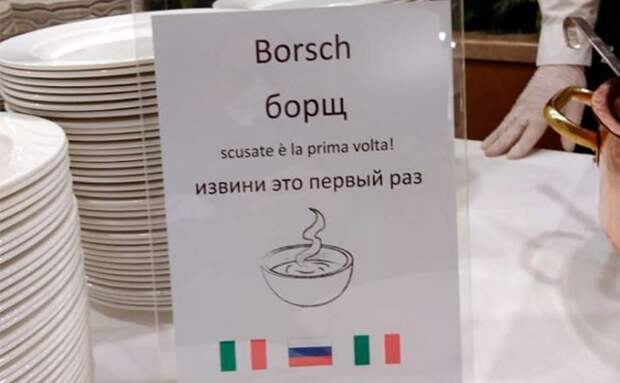 Borsch
борщ
scusate è la prima volta!
извини это первый раз